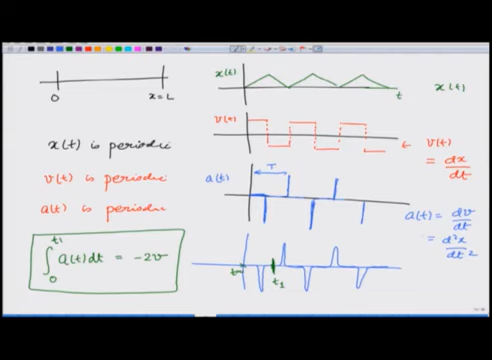 0
x = L
x(t) is periodic
v(t) is periodic
a(t) is periodic
∫₀^{t₁} a(t) dt = -2v
x(t)
t
x(t)
v(t)
t
v(t)
= dx/dt
T
a(t)
a(t) = dv/dt
= d²x/dt²
t₁